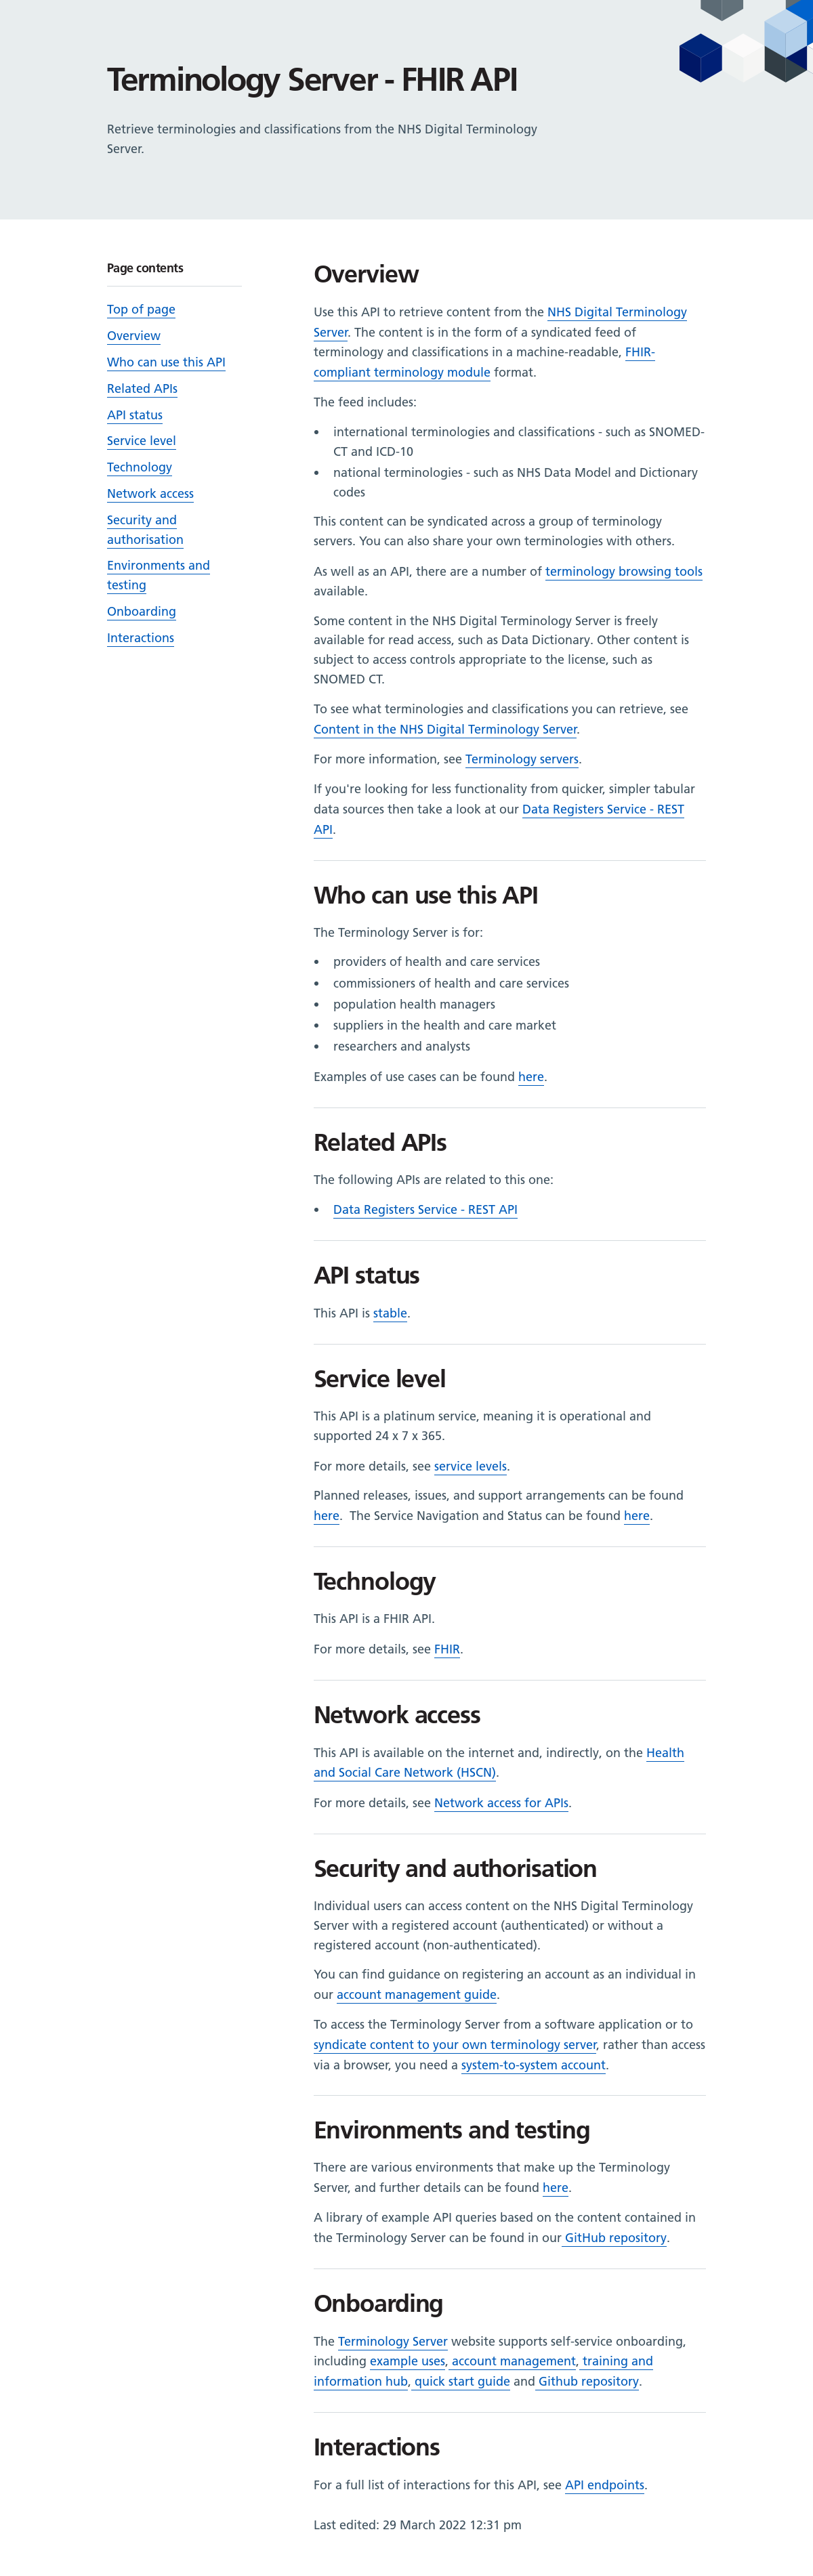 Terminology Server - FHIR API
Retrieve terminologies and classifications from the NHS Digital Terminology
Server.
Page contents
Top of page
Overview
Who can use this API
Related APIs
API status
Service level
Technology
Network access
Security and
authorisation
Environments and
testing
Onboarding
Interactions
Overview
Use this API to retrieve content from the NHS Digital Terminology
Server. The content is in the form of a syndicated feed of
terminology and classifications in a machine-readable, FHIR-
compliant terminology module format.
The feed includes:
• international terminologies and classifications - such as SNOMED-
CT and ICD-10
• national terminologies - such as NHS Data Model and Dictionary
codes
This content can be syndicated across a group of terminology
servers. You can also share your own terminologies with others.
As well as an API, there are a number of terminology browsing tools
available.
Some content in the NHS Digital Terminology Server is freely
available for read access, such as Data Dictionary. Other content is
subject to access controls appropriate to the license, such as
SNOMED CT.
To see what terminologies and classifications you can retrieve, see
Content in the NHS Digital Terminology Server.
For more information, see Terminology servers.
If you're looking for less functionality from quicker, simpler tabular
data sources then take a look at our Data Registers Service - REST
API.
Who can use this API
The Terminology Server is for:
• providers of health and care services
• commissioners of health and care services
• population health managers
• suppliers in the health and care market
• researchers and analysts
Examples of use cases can be found here.
Related APIs
The following APIs are related to this one:
• Data Registers Service - REST API
API status
This API is stable.
Service level
This API is a platinum service, meaning it is operational and
supported 24 x 7 x 365.
For more details, see service levels.
Planned releases, issues, and support arrangements can be found
here.  The Service Navigation and Status can be found here.
Technology
This API is a FHIR API.
For more details, see FHIR.
Network access
This API is available on the internet and, indirectly, on the Health
and Social Care Network (HSCN).
For more details, see Network access for APIs.
Security and authorisation
Individual users can access content on the NHS Digital Terminology
Server with a registered account (authenticated) or without a
registered account (non-authenticated).
You can find guidance on registering an account as an individual in
our account management guide.
To access the Terminology Server from a software application or to
syndicate content to your own terminology server, rather than access
via a browser, you need a system-to-system account.
Environments and testing
There are various environments that make up the Terminology
Server, and further details can be found here.
A library of example API queries based on the content contained in
the Terminology Server can be found in our GitHub repository.
Onboarding
The Terminology Server website supports self-service onboarding,
including example uses, account management, training and
information hub, quick start guide and Github repository.
Interactions
For a full list of interactions for this API, see API endpoints.
Last edited: 29 March 2022 12:31 pm